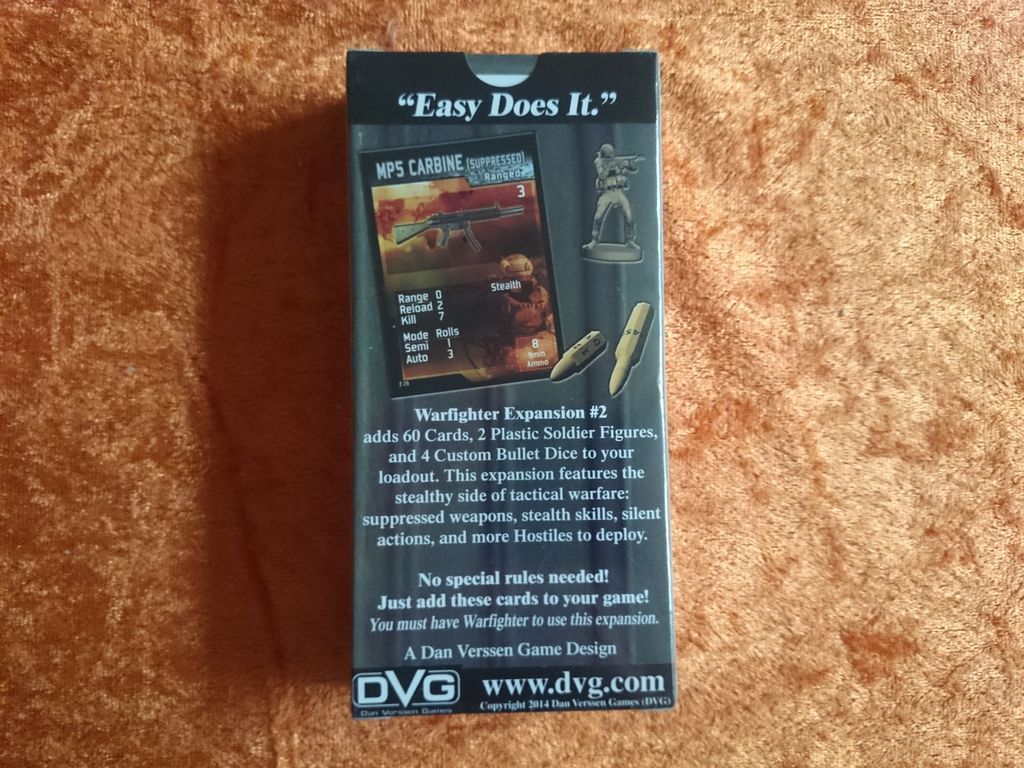 “Easy Does It.”
MP5 CARBINE (SUPPRESSED)
Ranged
3
Stealth
Range 0
Reload 2
Kill 7
Mode Rolls
Semi 1
Auto 3
8
9mm
Ammo
45
Warfighter Expansion #2
adds 60 Cards, 2 Plastic Soldier Figures,
and 4 Custom Bullet Dice to your
loadout. This expansion features the
stealthy side of tactical warfare:
suppressed weapons, stealth skills, silent
actions, and more Hostiles to deploy.
No special rules needed!
Just add these cards to your game!
You must have Warfighter to use this expansion.
A Dan Verssen Game Design
DVG
Dan Verssen Games
www.dvg.com
Copyright 2014 Dan Verssen Games (DVG)